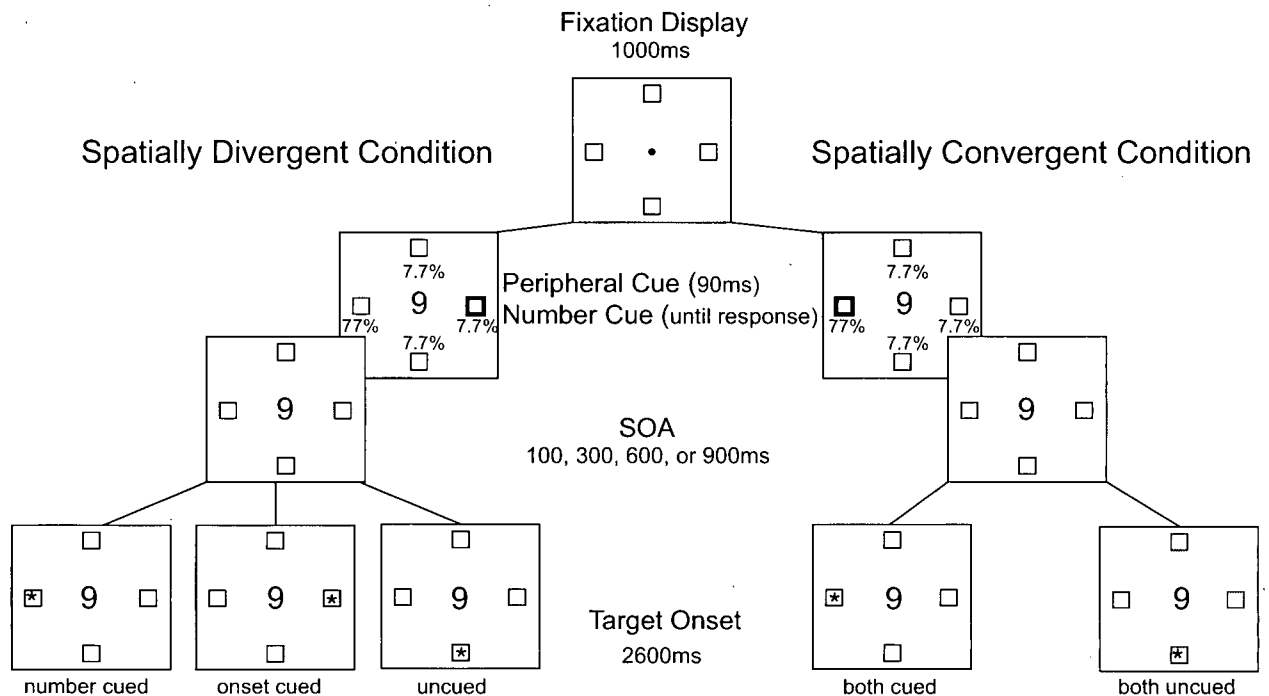 Fixation Display
1000ms
Spatially Divergent Condition
Spatially Convergent Condition
7.7%
9
77%
7.7%
7.7%
Peripheral Cue (90ms)
Number Cue (until response)
7.7%
9
77%
7.7%
7.7%
9
SOA
100, 300, 600, or 900ms
9
* 9
9 *
9
*
Target Onset
2600ms
* 9
9
*
number cued
onset cued
uncued
both cued
both uncued